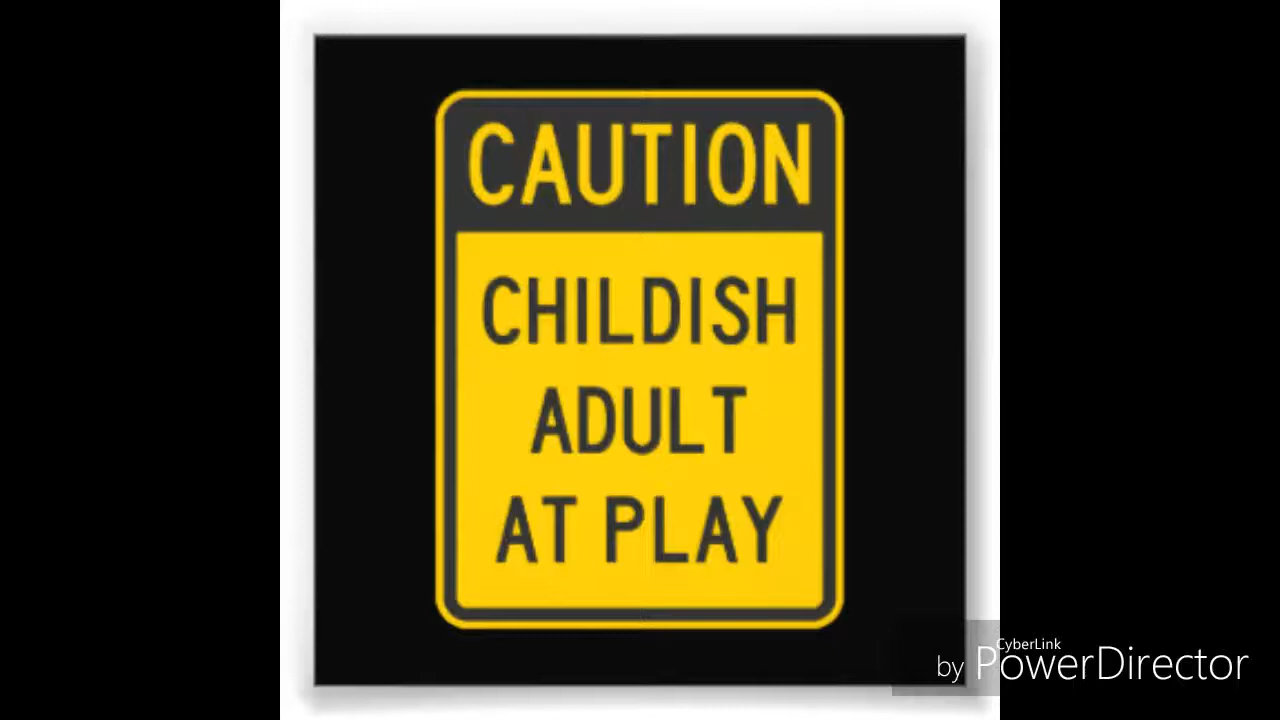 CAUTION
CHILDISH
ADULT
AT PLAY
CyberLink
by PowerDirector